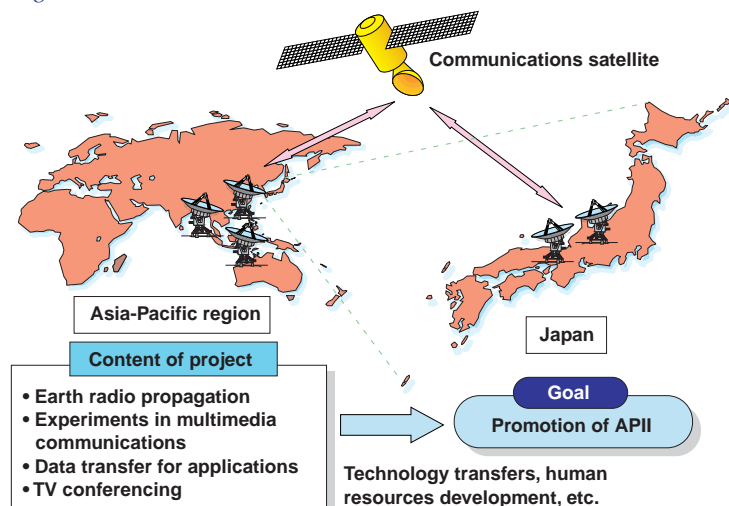 Communications satellite
Asia-Pacific region
Japan
Content of project
• Earth radio propagation
• Experiments in multimedia
communications
• Data transfer for applications
• TV conferencing
Goal
Promotion of APII
Technology transfers, human
resources development, etc.